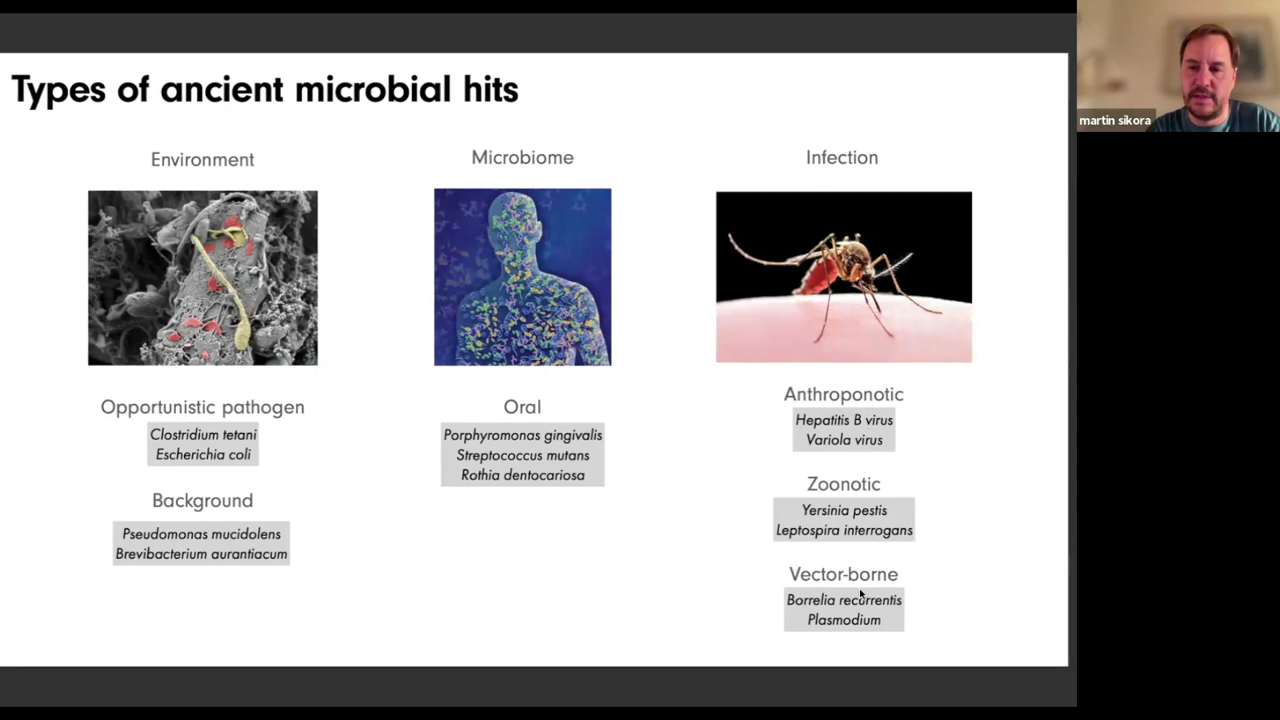 Types of ancient microbial hits
martin sikora
Environment
Opportunistic pathogen
Clostridium tetani
Escherichia coli
Background
Pseudomonas mucidolens
Brevibacterium aurantiacum
Microbiome
Oral
Porphyromonas gingivalis
Streptococcus mutans
Rothia dentocariosa
Infection
Anthroponotic
Hepatitis B virus
Variola virus
Zoonotic
Yersinia pestis
Leptospira interrogans
Vector-borne
Borrelia recurrentis
Plasmodium